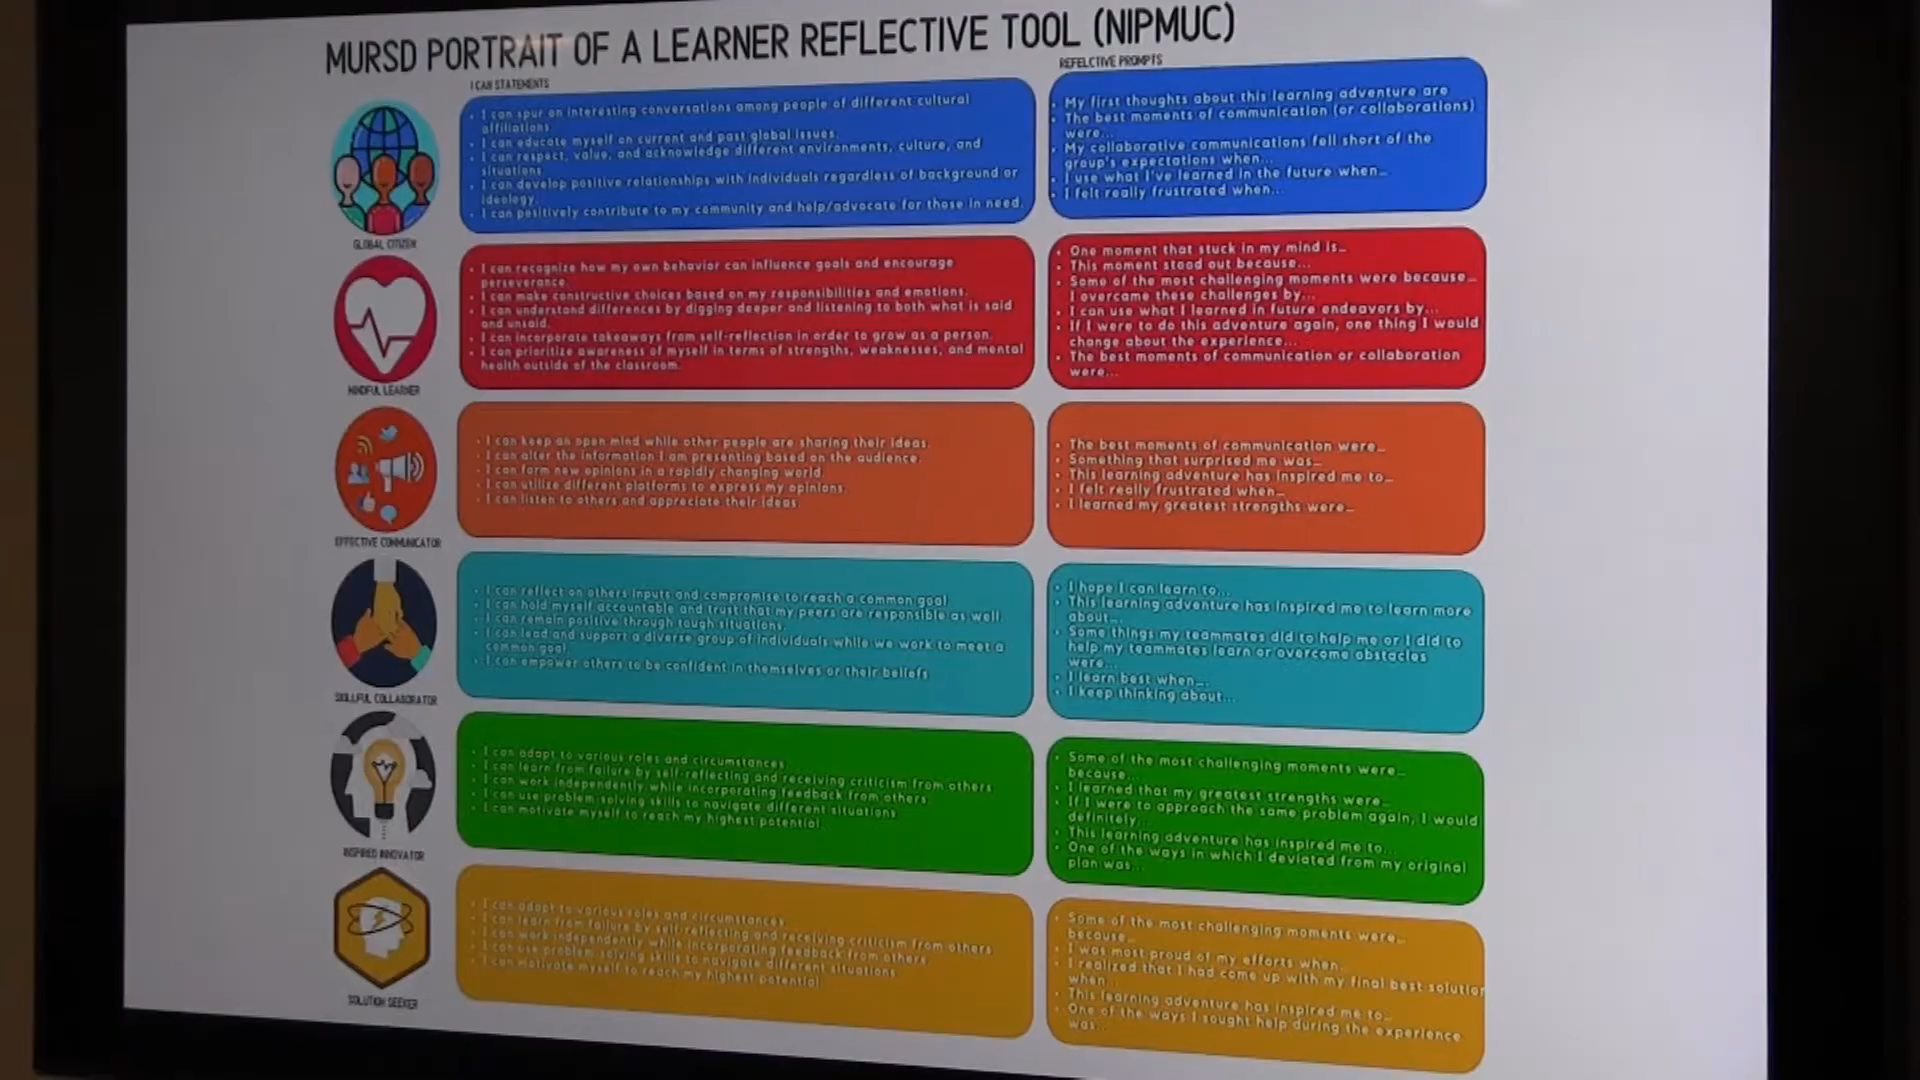 MURSD PORTRAIT OF A LEARNER REFLECTIVE TOOL (NIPMUC)
I CAN STATEMENTS
REFELCTIVE PROMPTS
• I can spur on interesting conversations among people of different cultural
affiliations
• I can educate myself on current and past global issues.
• I can respect, value, and acknowledge different environments, culture, and
situations
• I can develop positive relationships with individuals regardless of background or
ideology.
• I can positively contribute to my community and help/advocate for those in need.
• My first thoughts about this learning adventure are
• The best moments of communication (or collaborations)
were...
• My collaborative communications fell short of the
group's expectations when...
• I use what I've learned in the future when...
• I felt really frustrated when...
GLOBAL CITIZEN
• I can recognize how my own behavior can influence goals and encourage
perseverance.
• I can make constructive choices based on my responsibilities and emotions.
• I can understand differences by digging deeper and listening to both what is said
and unsaid.
• I can incorporate takeaways from self-reflection in order to grow as a person.
• I can prioritize awareness of myself in terms of strengths, weaknesses, and mental
health outside of the classroom.
• One moment that stuck in my mind is...
• This moment stood out because...
• Some of the most challenging moments were because...
I overcame these challenges by...
• I can use what I learned in future endeavors by...
• If I were to do this adventure again, one thing I would
change about the experience...
• The best moments of communication or collaboration
were...
MINDFUL LEARNER
• I can keep an open mind while other people are sharing their ideas.
• I can alter the information I am presenting based on the audience.
• I can form new opinions in a rapidly changing world.
• I can utilize different platforms to express my opinions.
• I can listen to others and appreciate their ideas.
• The best moments of communication were...
• Something that surprised me was...
• This learning adventure has inspired me to...
• I felt really frustrated when...
• I learned my greatest strengths were...
EFFECTIVE COMMUNICATOR
• I can reflect on others inputs and compromise to reach a common goal
• I can hold myself accountable and trust that my peers are responsible as well.
• I can remain positive through tough situations.
• I can lead and support a diverse group of individuals while we work to meet a
common goal.
• I can empower others to be confident in themselves or their beliefs
• I hope I can learn to...
• This learning adventure has inspired me to learn more
about...
• Some things my teammates did to help me or I did to
help my teammates learn or overcome obstacles
were...
• I learn best when...
• I keep thinking about...
SKILLFUL COLLABORATOR
• I can adapt to various roles and circumstances
• I can learn from failure by self-reflecting and receiving criticism from others
• I can work independently while incorporating feedback from others
• I can use problem-solving skills to navigate different situations
• I can motivate myself to reach my highest potential
• Some of the most challenging moments were...
because...
• I learned that my greatest strengths were...
• If I were to approach the same problem again, I would
definitely...
• This learning adventure has inspired me to...
• One of the ways in which I deviated from my original
plan was...
INSPIRED INNOVATOR
• I can adapt to various roles and circumstances.
• I can learn from failure by self-reflecting and receiving criticism from others
• I can work independently while incorporating feedback from others
• I can use problem-solving skills to navigate different situations
• I can motivate myself to reach my highest potential.
• Some of the most challenging moments were...
because...
• I was most proud of my efforts when
• I realized that I had come up with my final best solution
when...
• This learning adventure has inspired me to...
• One of the ways I sought help during the experience
was...
SOLUTION SEEKER